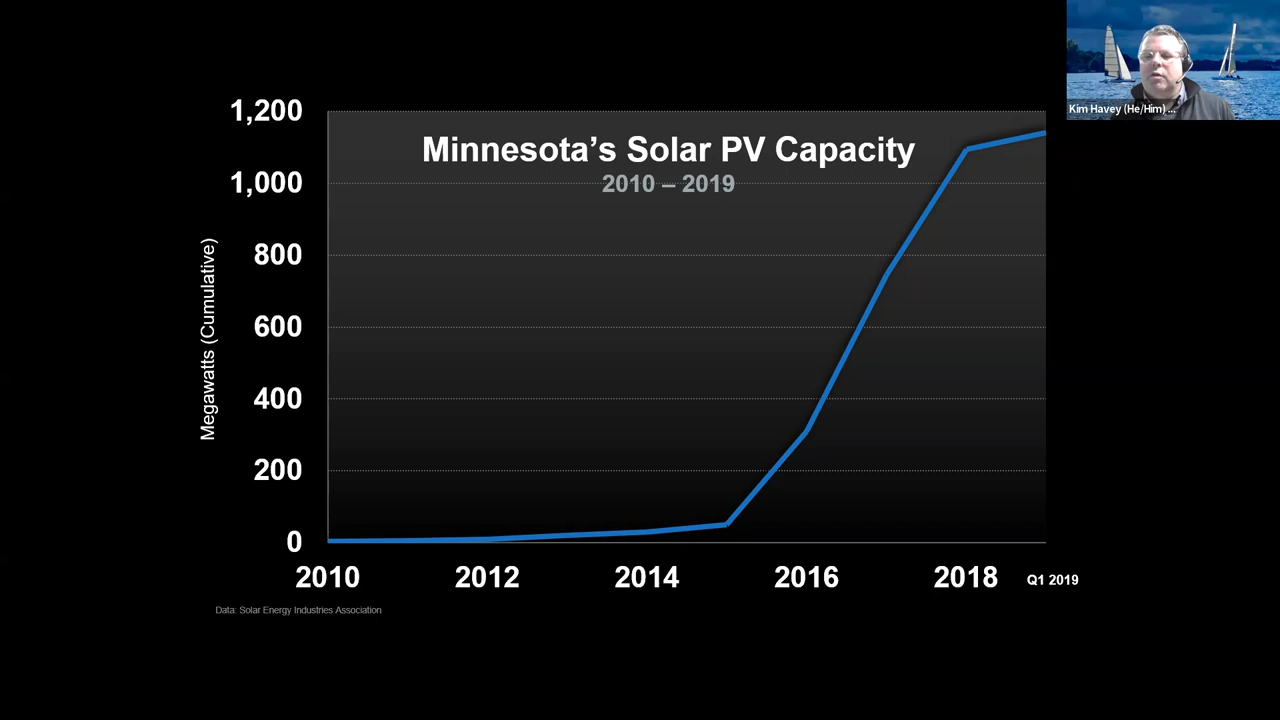 Kim Havey (He/Him) ...
Minnesota's Solar PV Capacity
2010 – 2019
Megawatts (Cumulative)
1,200
1,000
800
600
400
200
0
2010 2012 2014 2016 2018 Q1 2019
Data: Solar Energy Industries Association